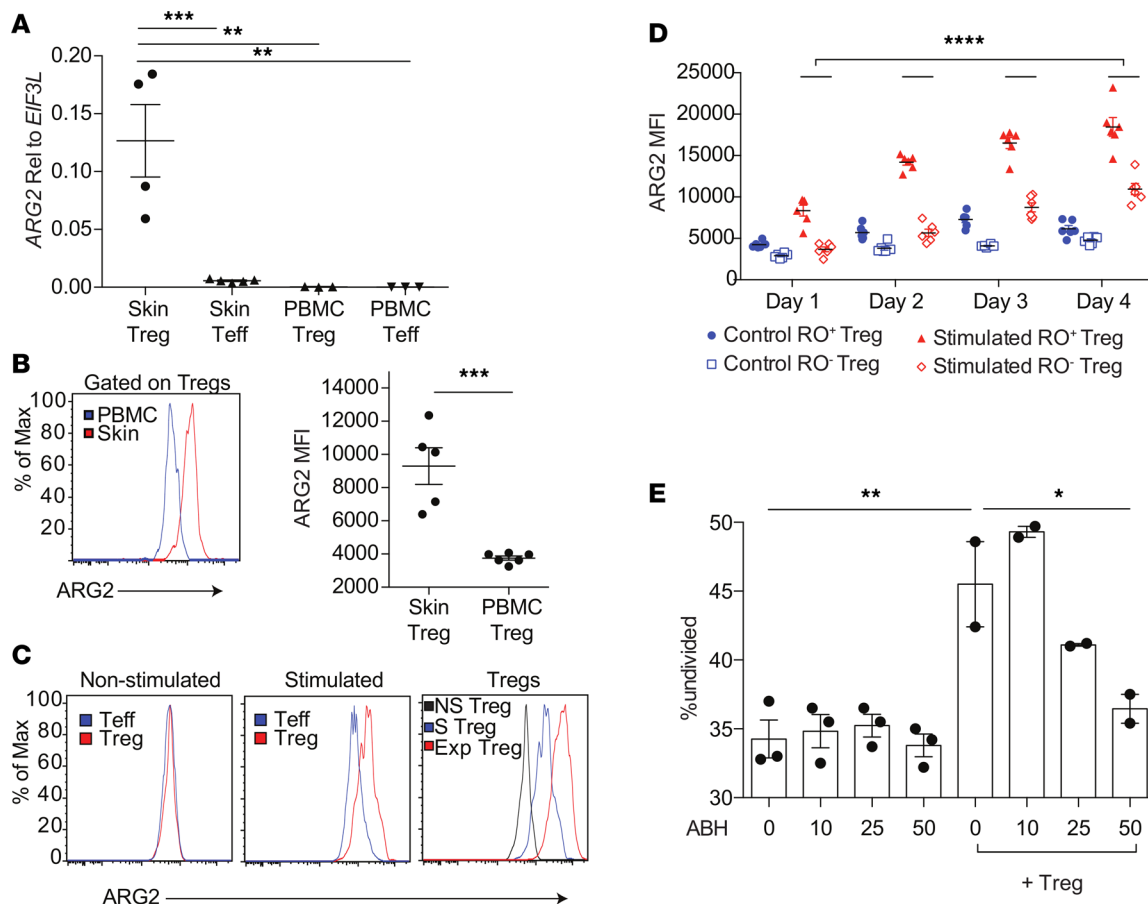 A
***
**
**
ARG2 Rel to EIF3L
0.20
0.15
0.10
0.05
0.00
Skin
Treg
Skin
Teff
PBMC
Treg
PBMC
Teff
B
Gated on Tregs
% of Max
100
80
60
40
20
PBMC
Skin
ARG2
***
ARG2 MFI
14000
12000
10000
8000
6000
4000
2000
Skin
Treg
PBMC
Treg
C
Non-stimulated
Stimulated
Tregs
% of Max
100
80
60
40
20
0
Teff
Treg
Teff
Treg
NS Treg
S Treg
Exp Treg
ARG2
D
****
ARG2 MFI
25000
20000
15000
10000
5000
0
Day 1
Day 2
Day 3
Day 4
Control RO+ Treg
Stimulated RO+ Treg
Control RO- Treg
Stimulated RO- Treg
E
**
*
%undivided
50
45
40
35
30
ABH 0 10 25 50 0 10 25 50
+ Treg